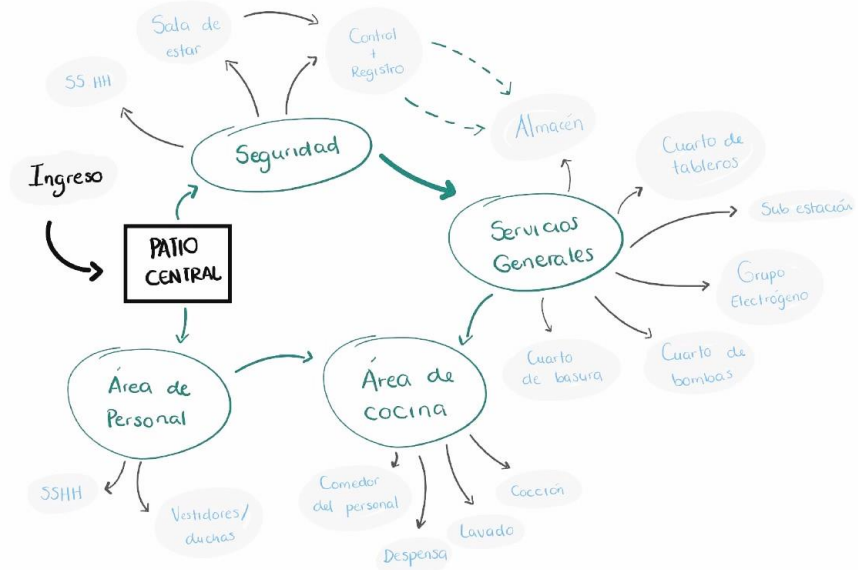 Sala de
estar
Control
+
Registro
SS HH
Almacén
Seguridad
Cuarto de
tableros
Ingreso
Sub estación
Servicios
Generales
PATIO
CENTRAL
Grupo
Electrógeno
Cuarto
de basura
Cuarto de
bombas
Área de
Personal
Área de
cocina
SSHH
Vestidores/
duchas
Comedor
del personal
Cocción
Lavado
Despensa